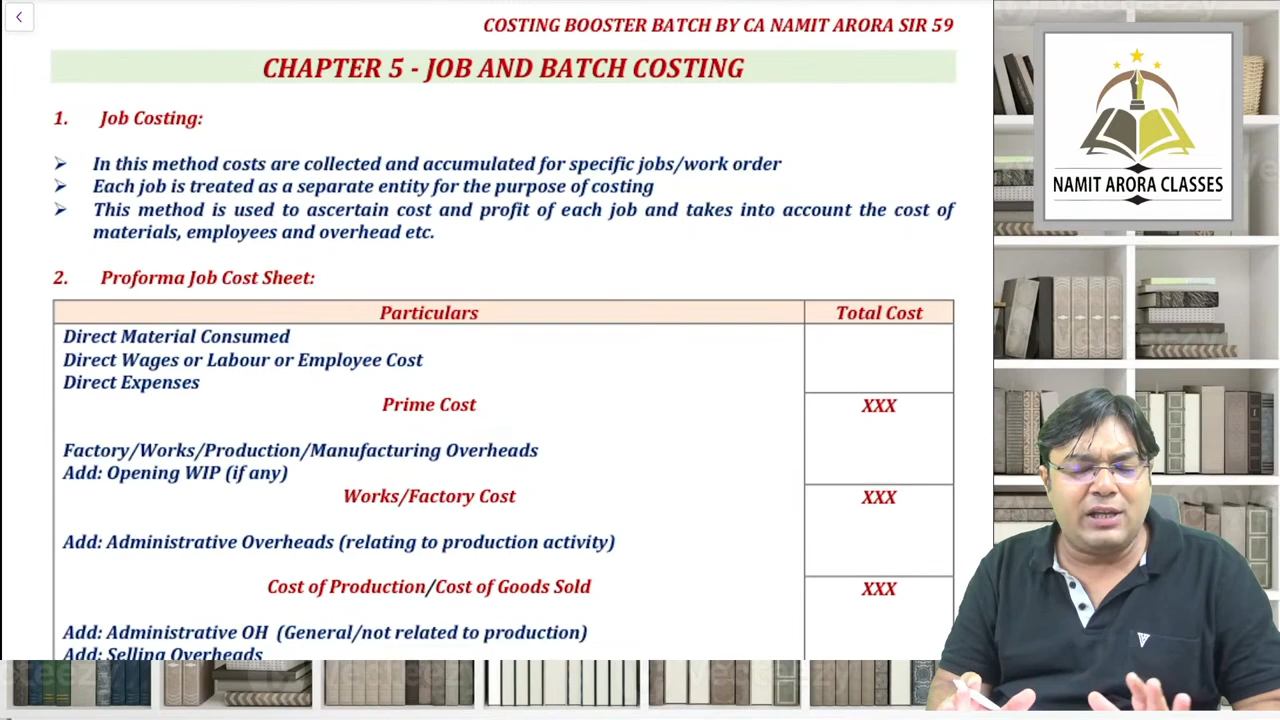 COSTING BOOSTER BATCH BY CA NAMIT ARORA SIR 59
CHAPTER 5 - JOB AND BATCH COSTING
1. Job Costing:
➢ In this method costs are collected and accumulated for specific jobs/work order
➢ Each job is treated as a separate entity for the purpose of costing
➢ This method is used to ascertain cost and profit of each job and takes into account the cost of
materials, employees and overhead etc.
2. Proforma Job Cost Sheet:
Particulars Total Cost
Direct Material Consumed
Direct Wages or Labour or Employee Cost
Direct Expenses
Prime Cost XXX
Factory/Works/Production/Manufacturing Overheads
Add: Opening WIP (if any)
Works/Factory Cost XXX
Add: Administrative Overheads (relating to production activity)
Cost of Production/Cost of Goods Sold XXX
Add: Administrative OH (General/not related to production)
Add: Selling Overheads
NAMIT ARORA CLASSES